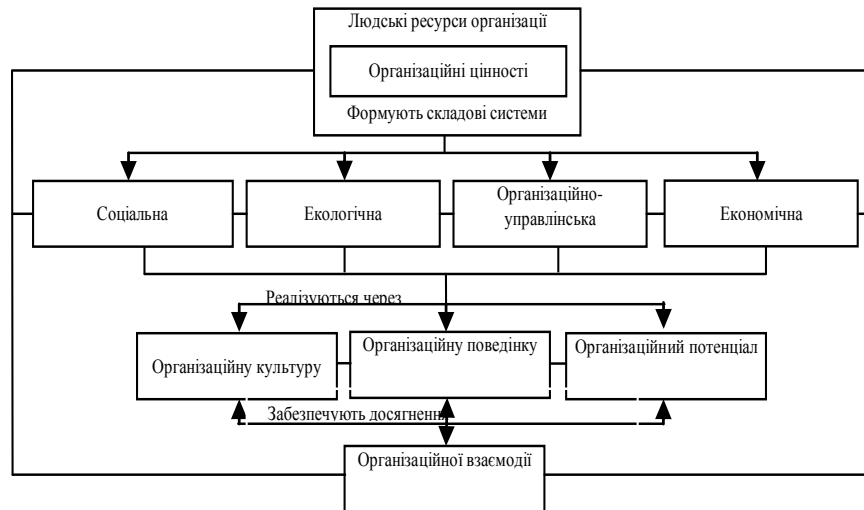 Людські ресурси організації
Організаційні цінності
Формують складові системи
Соціальна
Екологічна
Організаційно-
управлінська
Економічна
Реалізуються через
Організаційну культуру
Організаційну поведінку
Організаційний потенціал
Забезпечують досягнення
Організаційної взаємодії